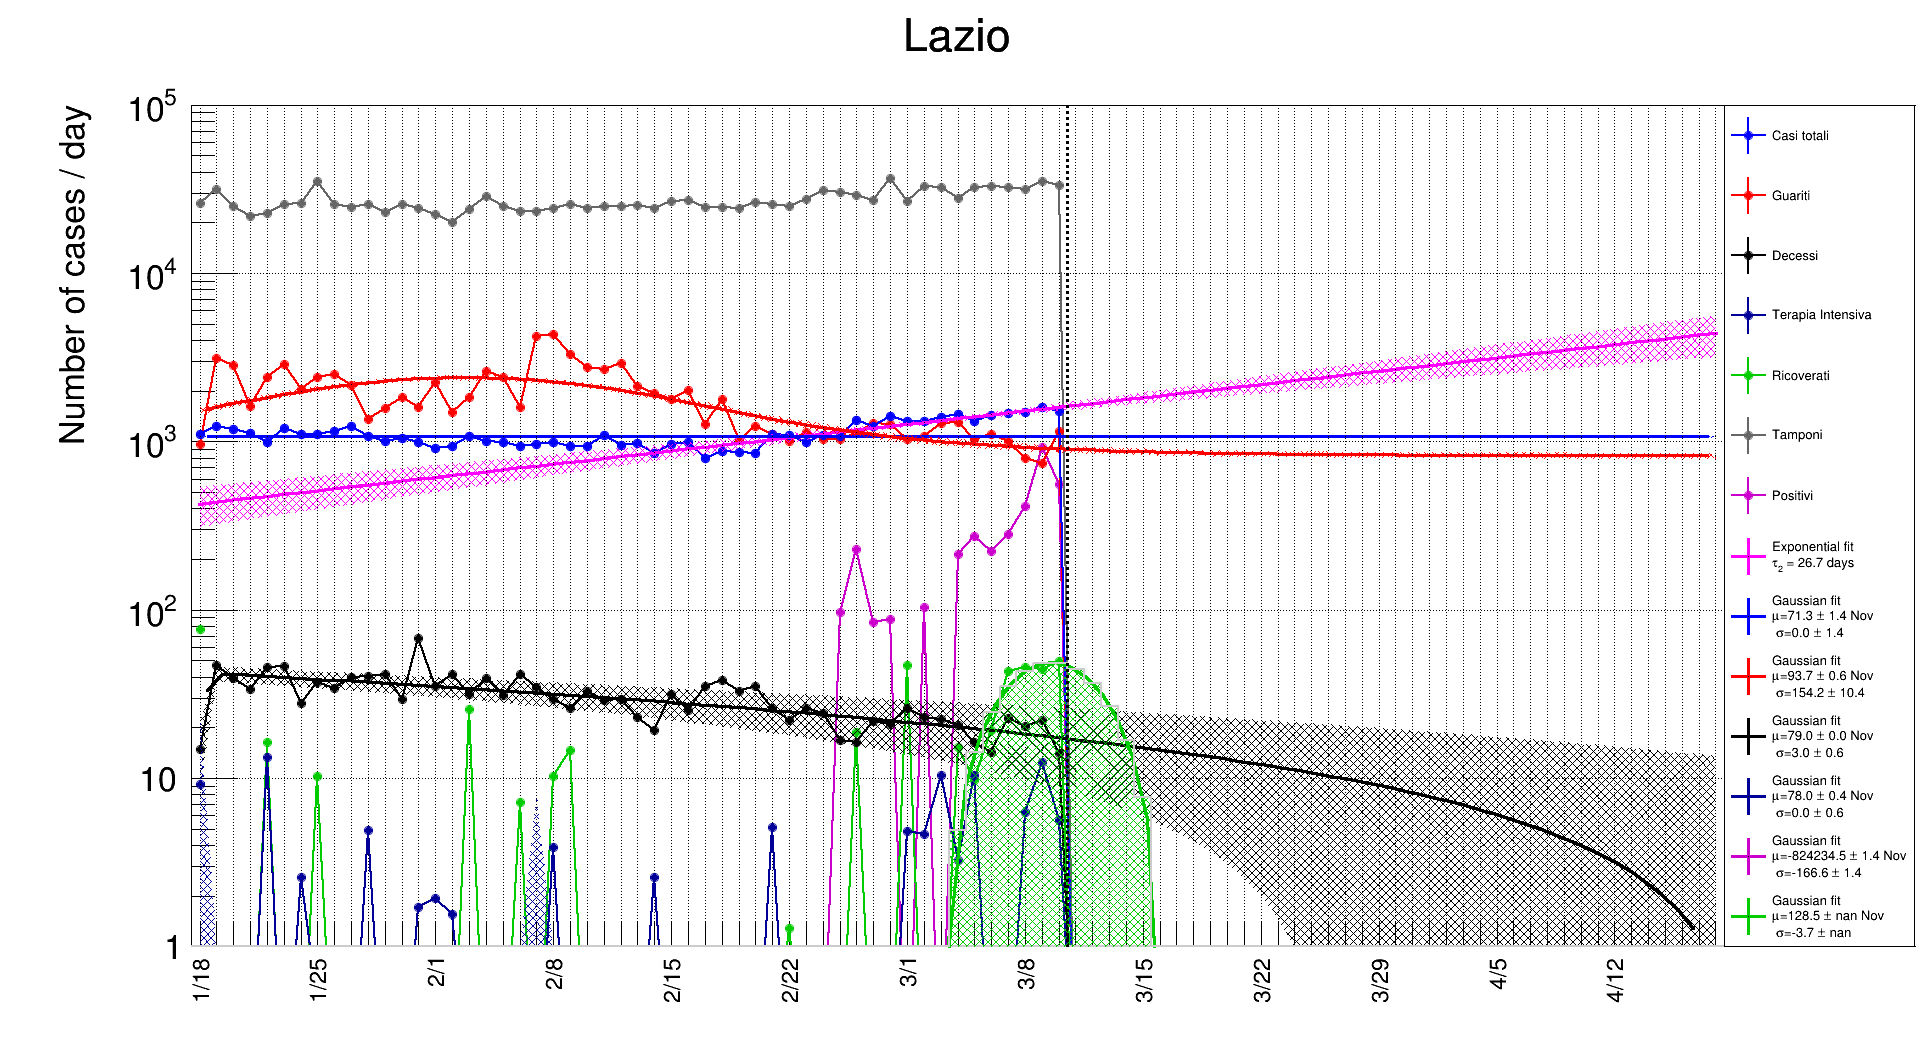 Lazio
Number of cases / day
10^5
10^4
10^3
10^2
10
1
1/18
1/25
2/1
2/8
2/15
2/22
3/1
3/8
3/15
3/22
3/29
4/5
4/12
Casi totali
Guariti
Decessi
Terapia Intensiva
Ricoverati
Tamponi
Positivi
Exponential fit
τ_2 = 26.7 days
Gaussian fit
μ=71.3 ± 1.4 Nov
σ=0.0 ± 1.4
Gaussian fit
μ=93.7 ± 0.6 Nov
σ=154.2 ± 10.4
Gaussian fit
μ=79.0 ± 0.0 Nov
σ=3.0 ± 0.6
Gaussian fit
μ=78.0 ± 0.4 Nov
σ=0.0 ± 0.6
Gaussian fit
μ=-824234.5 ± 1.4 Nov
σ=-166.6 ± 1.4
Gaussian fit
μ=128.5 ± nan Nov
σ=-3.7 ± nan